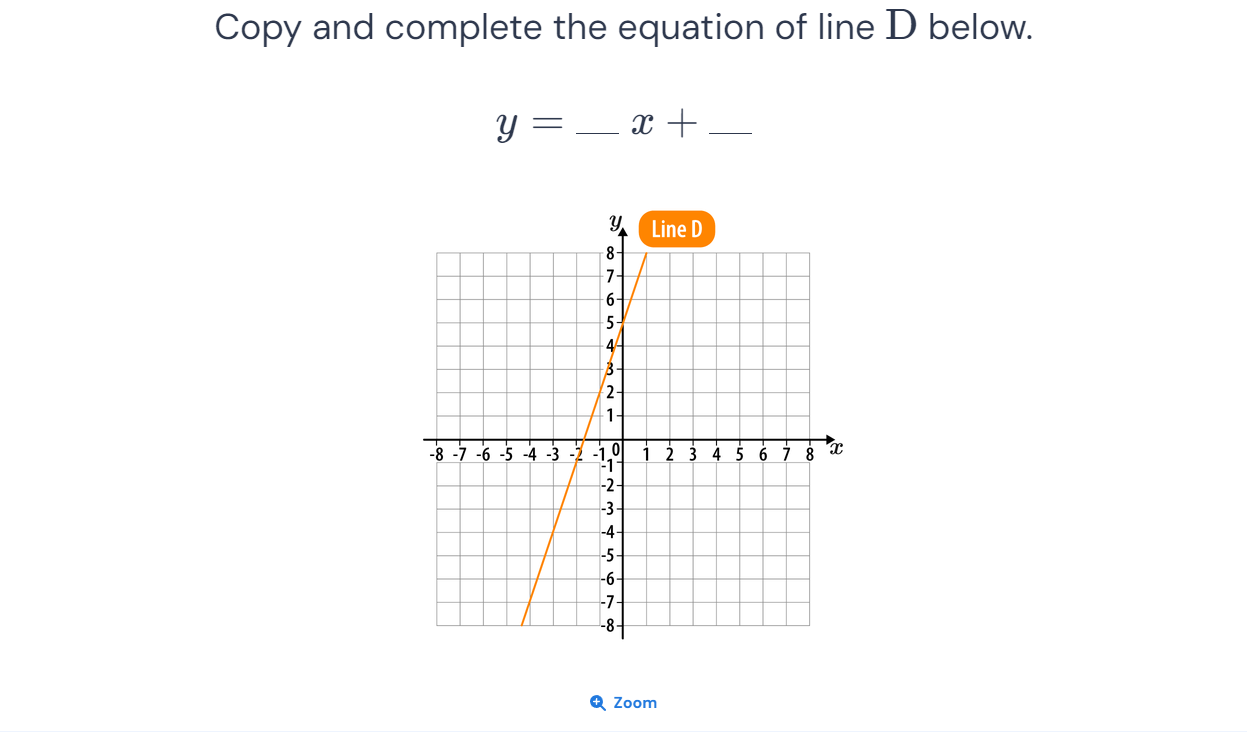 Copy and complete the equation of line D below.
y = __ x + __
y
Line D
8
7
6
5
4
3
2
1
-8 -7 -6 -5 -4 -3 -2 -1 0 1 2 3 4 5 6 7 8 x
-1
-2
-3
-4
-5
-6
-7
-8
Zoom